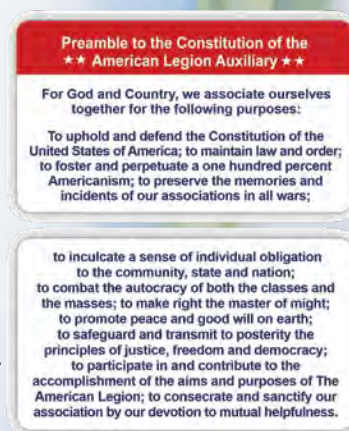 Preamble to the Constitution of the
★★ American Legion Auxiliary ★★
For God and Country, we associate ourselves
together for the following purposes:
To uphold and defend the Constitution of the
United States of America; to maintain law and order;
to foster and perpetuate a one hundred percent
Americanism; to preserve the memories and
incidents of our associations in all wars;
to inculcate a sense of individual obligation
to the community, state and nation;
to combat the autocracy of both the classes and
the masses; to make right the master of might;
to promote peace and good will on earth;
to safeguard and transmit to posterity the
principles of justice, freedom and democracy;
to participate in and contribute to the
accomplishment of the aims and purposes of The
American Legion; to consecrate and sanctify our
association by our devotion to mutual helpfulness.